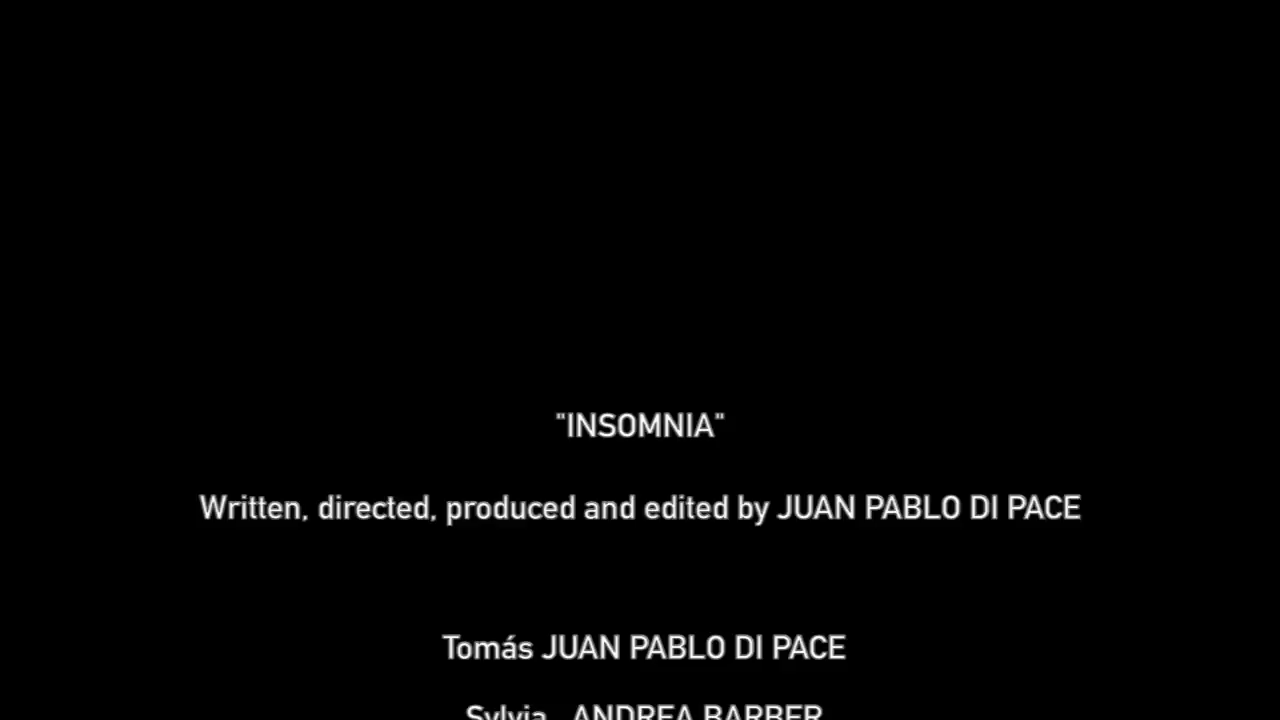 "INSOMNIA"
Written, directed, produced and edited by JUAN PABLO DI PACE
Tomás JUAN PABLO DI PACE
Sylvia ANDREA BARBER